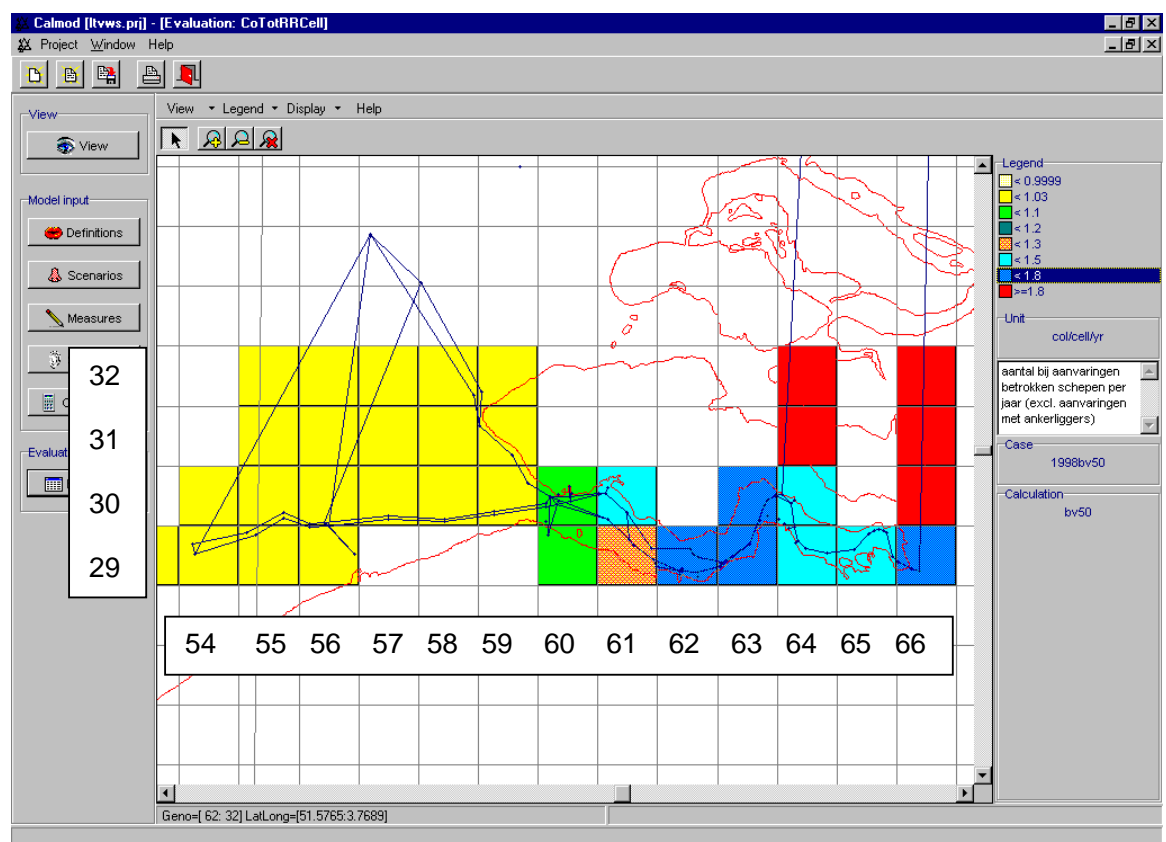 Calmod [ltvws.prj] - [Evaluation: CoTotRRCell]
Project Window Help
View
View
Model input
Definitions
Scenarios
Measures
Evaluat
View Legend Display Help
32
31
30
29
54 55 56 57 58 59 60 61 62 63 64 65 66
Legend
< 0.9999
< 1.03
< 1.1
< 1.2
< 1.3
< 1.5
< 1.8
>=1.8
Unit
col/cell/yr
aantal bij aanvaringen
betrokken schepen per
jaar (excl. aanvaringen
met ankerliggers)
Case
1998bv50
Calculation
bv50
Geno=[ 62: 32] LatLong=[51.5765:3.7689]